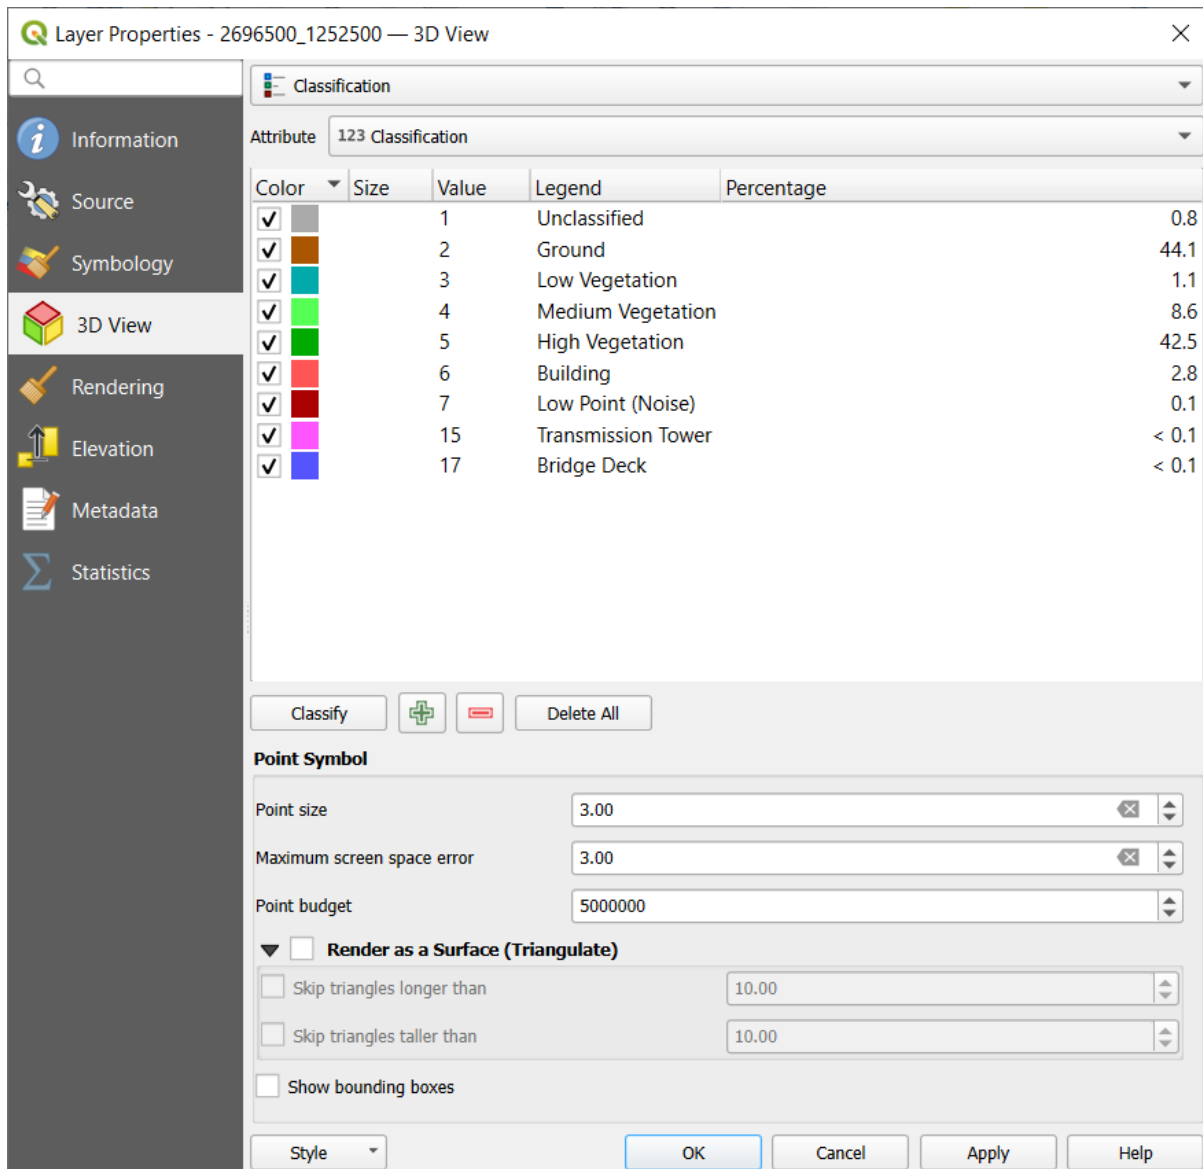 Layer Properties - 2696500_1252500 — 3D View
Classification
Information
Attribute 123 Classification
Color Size Value Legend Percentage
Source
1 Unclassified 0.8
2 Ground 44.1
Symbology
3 Low Vegetation 1.1
4 Medium Vegetation 8.6
3D View
5 High Vegetation 42.5
6 Building 2.8
Rendering
7 Low Point (Noise) 0.1
15 Transmission Tower < 0.1
Elevation
17 Bridge Deck < 0.1
Metadata
Statistics
Classify Delete All
Point Symbol
Point size 3.00
Maximum screen space error 3.00
Point budget 5000000
Render as a Surface (Triangulate)
Skip triangles longer than 10.00
Skip triangles taller than 10.00
Show bounding boxes
Style OK Cancel Apply Help